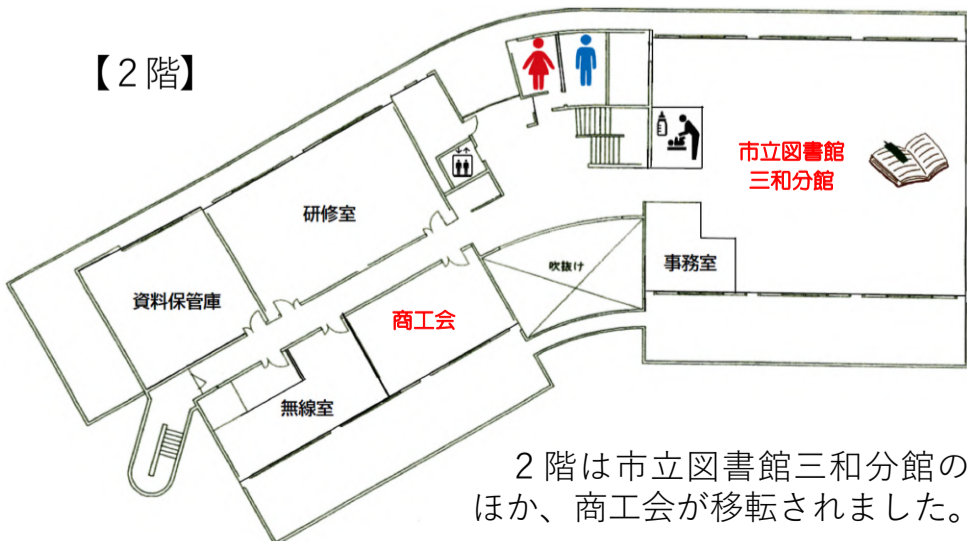 【２階】
市立図書館
三和分館
研修室
吹抜け
事務室
資料保管庫
商工会
無線室
２階は市立図書館三和分館の
ほか、商工会が移転されました。